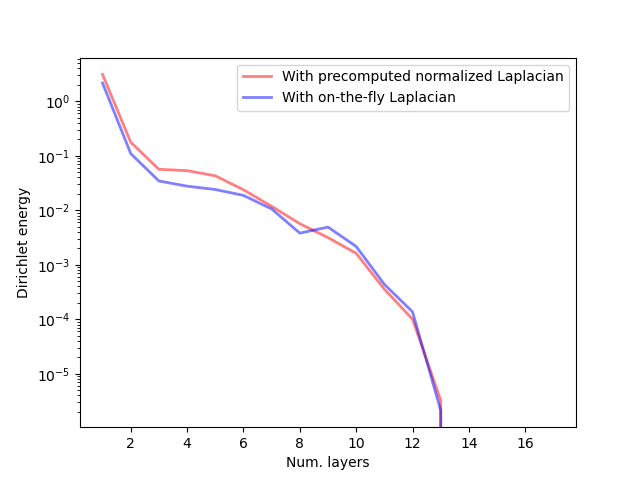 With precomputed normalized Laplacian
With on-the-fly Laplacian
Dirichlet energy
10⁰
10⁻¹
10⁻²
10⁻³
10⁻⁴
10⁻⁵
2 4 6 8 10 12 14 16
Num. layers